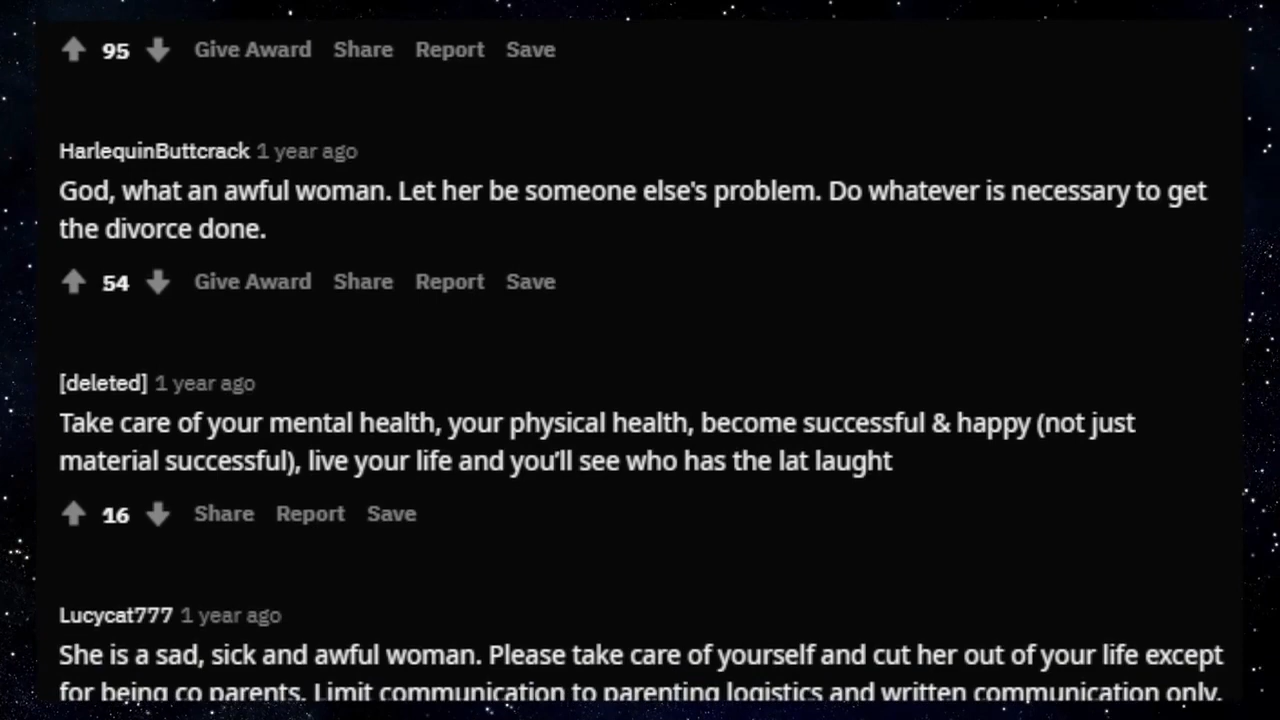 95 Give Award Share Report Save
HarlequinButtcrack 1 year ago
God, what an awful woman. Let her be someone else's problem. Do whatever is necessary to get
the divorce done.
54 Give Award Share Report Save
[deleted] 1 year ago
Take care of your mental health, your physical health, become successful & happy (not just
material successful), live your life and you'll see who has the lat laught
16 Share Report Save
Lucycat777 1 year ago
She is a sad, sick and awful woman. Please take care of yourself and cut her out of your life except
for being co parents. Limit communication to parenting logistics and written communication only.